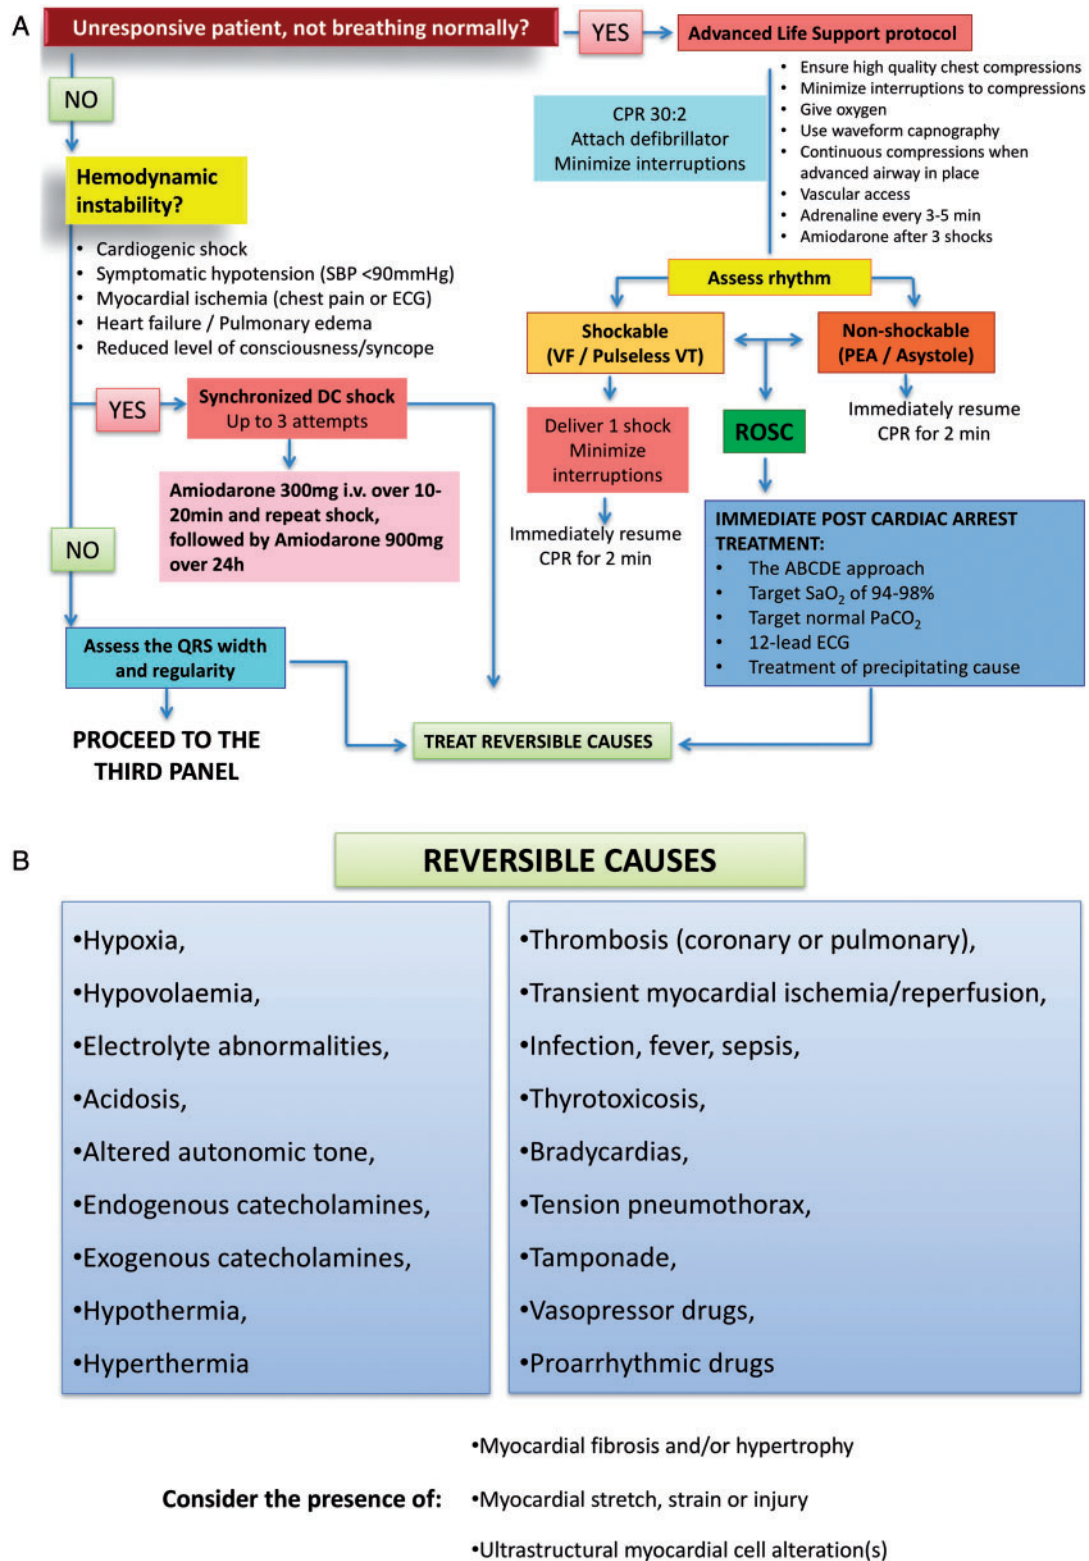 A
Unresponsive patient, not breathing normally?
YES
Advanced Life Support protocol
• Ensure high quality chest compressions
• Minimize interruptions to compressions
• Give oxygen
• Use waveform capnography
• Continuous compressions when
advanced airway in place
• Vascular access
• Adrenaline every 3-5 min
• Amiodarone after 3 shocks
CPR 30:2
Attach defibrillator
Minimize interruptions
NO
Hemodynamic
instability?
• Cardiogenic shock
• Symptomatic hypotension (SBP <90mmHg)
• Myocardial ischemia (chest pain or ECG)
• Heart failure / Pulmonary edema
• Reduced level of consciousness/syncope
Assess rhythm
Shockable
(VF / Pulseless VT)
Non-shockable
(PEA / Asystole)
YES
Synchronized DC shock
Up to 3 attempts
Deliver 1 shock
Minimize
interruptions
ROSC
Immediately resume
CPR for 2 min
Amiodarone 300mg i.v. over 10-
20min and repeat shock,
followed by Amiodarone 900mg
over 24h
Immediately resume
CPR for 2 min
IMMEDIATE POST CARDIAC ARREST
TREATMENT:
• The ABCDE approach
• Target SaO2 of 94-98%
• Target normal PaCO2
• 12-lead ECG
• Treatment of precipitating cause
NO
Assess the QRS width
and regularity
PROCEED TO THE
THIRD PANEL
TREAT REVERSIBLE CAUSES
B
REVERSIBLE CAUSES
•Hypoxia,
•Hypovolaemia,
•Electrolyte abnormalities,
•Acidosis,
•Altered autonomic tone,
•Endogenous catecholamines,
•Exogenous catecholamines,
•Hypothermia,
•Hyperthermia
•Thrombosis (coronary or pulmonary),
•Transient myocardial ischemia/reperfusion,
•Infection, fever, sepsis,
•Thyrotoxicosis,
•Bradycardias,
•Tension pneumothorax,
•Tamponade,
•Vasopressor drugs,
•Proarrhythmic drugs
Consider the presence of:
•Myocardial fibrosis and/or hypertrophy
•Myocardial stretch, strain or injury
•Ultrastructural myocardial cell alteration(s)